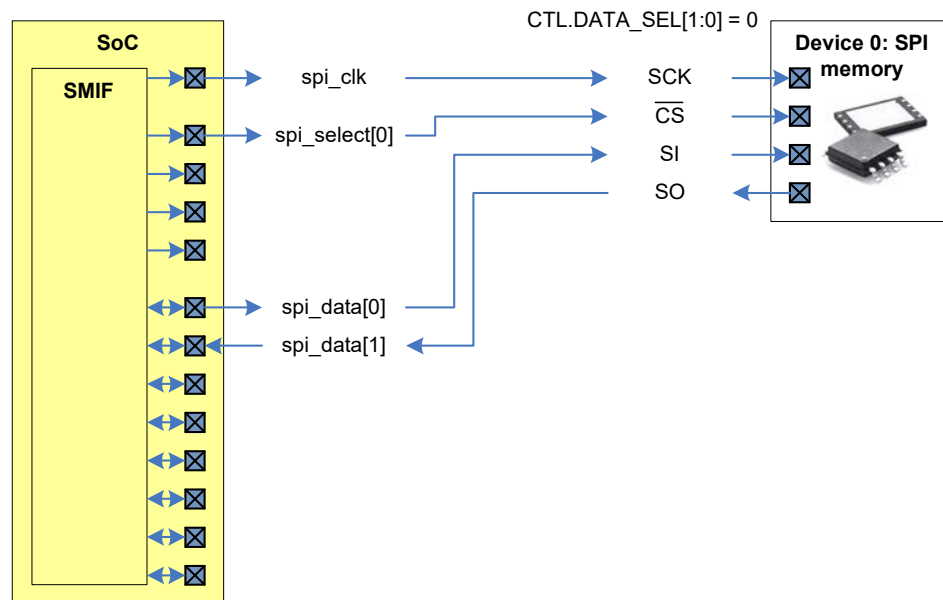 CTL.DATA_SEL[1:0] = 0
SoC
SMIF
Device 0: SPI
memory
spi_clk
SCK
spi_select[0]
C̅S̅
SI
SO
spi_data[0]
spi_data[1]